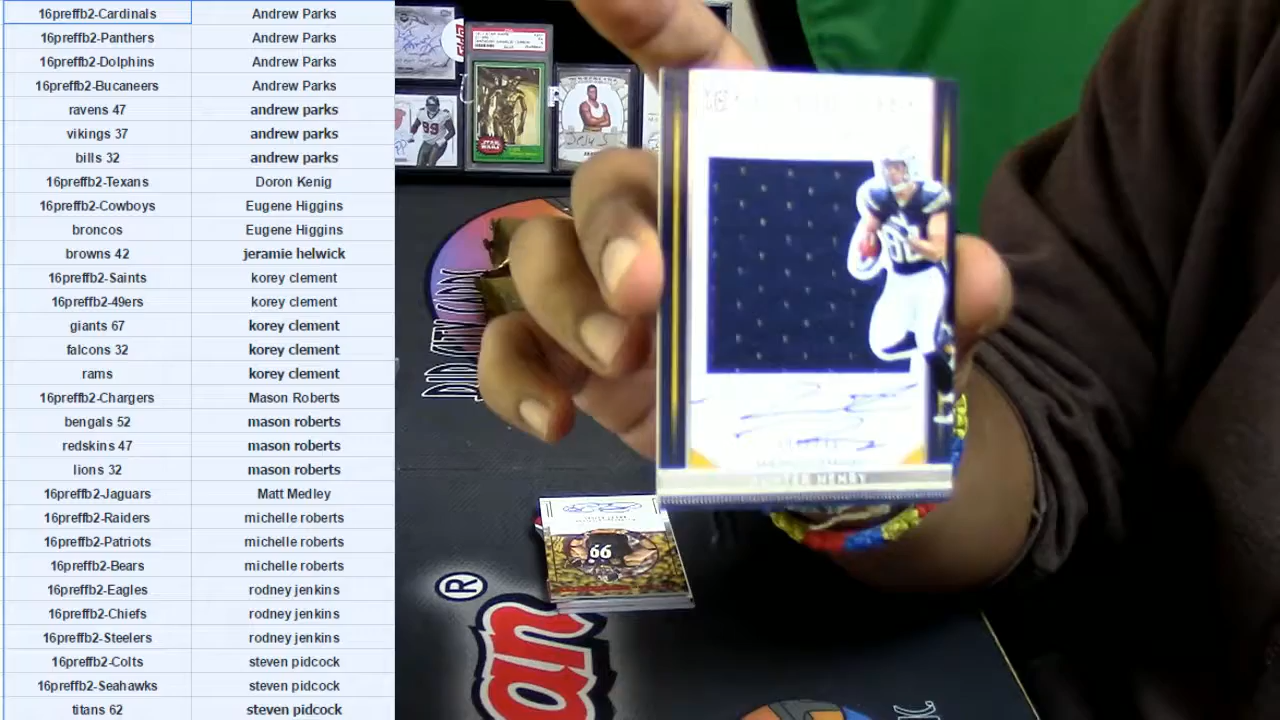 16preffb2-Cardinals Andrew Parks
16preffb2-Panthers Andrew Parks
16preffb2-Dolphins Andrew Parks
16preffb2-Bucaneers Andrew Parks
ravens 47 andrew parks
vikings 37 andrew parks
bills 32 andrew parks
16preffb2-Texans Doron Kenig
16preffb2-Cowboys Eugene Higgins
broncos Eugene Higgins
browns 42 jeramie helwick
16preffb2-Saints korey clement
16preffb2-49ers korey clement
giants 67 korey clement
falcons 32 korey clement
rams korey clement
16preffb2-Chargers Mason Roberts
bengals 52 mason roberts
redskins 47 mason roberts
lions 32 mason roberts
16preffb2-Jaguars Matt Medley
16preffb2-Raiders michelle roberts
16preffb2-Patriots michelle roberts
16preffb2-Bears michelle roberts
16preffb2-Eagles rodney jenkins
16preffb2-Chiefs rodney jenkins
16preffb2-Steelers rodney jenkins
16preffb2-Colts steven pidcock
16preffb2-Seahawks steven pidcock
titans 62 steven pidcock
STAR WARS
99
HUNTER HENRY
66
®
an